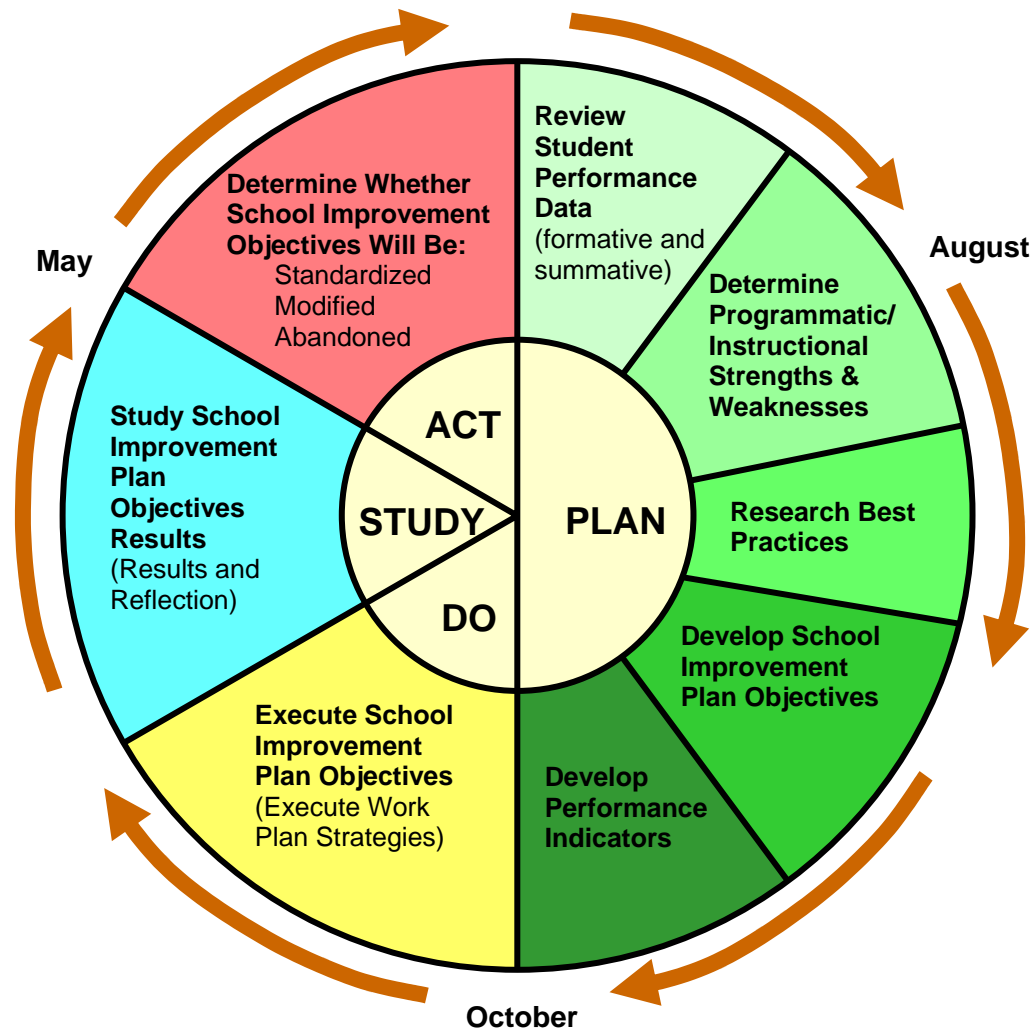 Review
Student
Performance
Data
(formative and
summative)
August
Determine
Programmatic/
Instructional
Strengths &
Weaknesses
Research Best
Practices
Develop School
Improvement
Plan Objectives
Develop
Performance
Indicators
October
Execute School
Improvement
Plan Objectives
(Execute Work
Plan Strategies)
Study School
Improvement
Plan
Objectives
Results
(Results and
Reflection)
May
Determine Whether
School Improvement
Objectives Will Be:
Standardized
Modified
Abandoned
PLAN
DO
STUDY
ACT